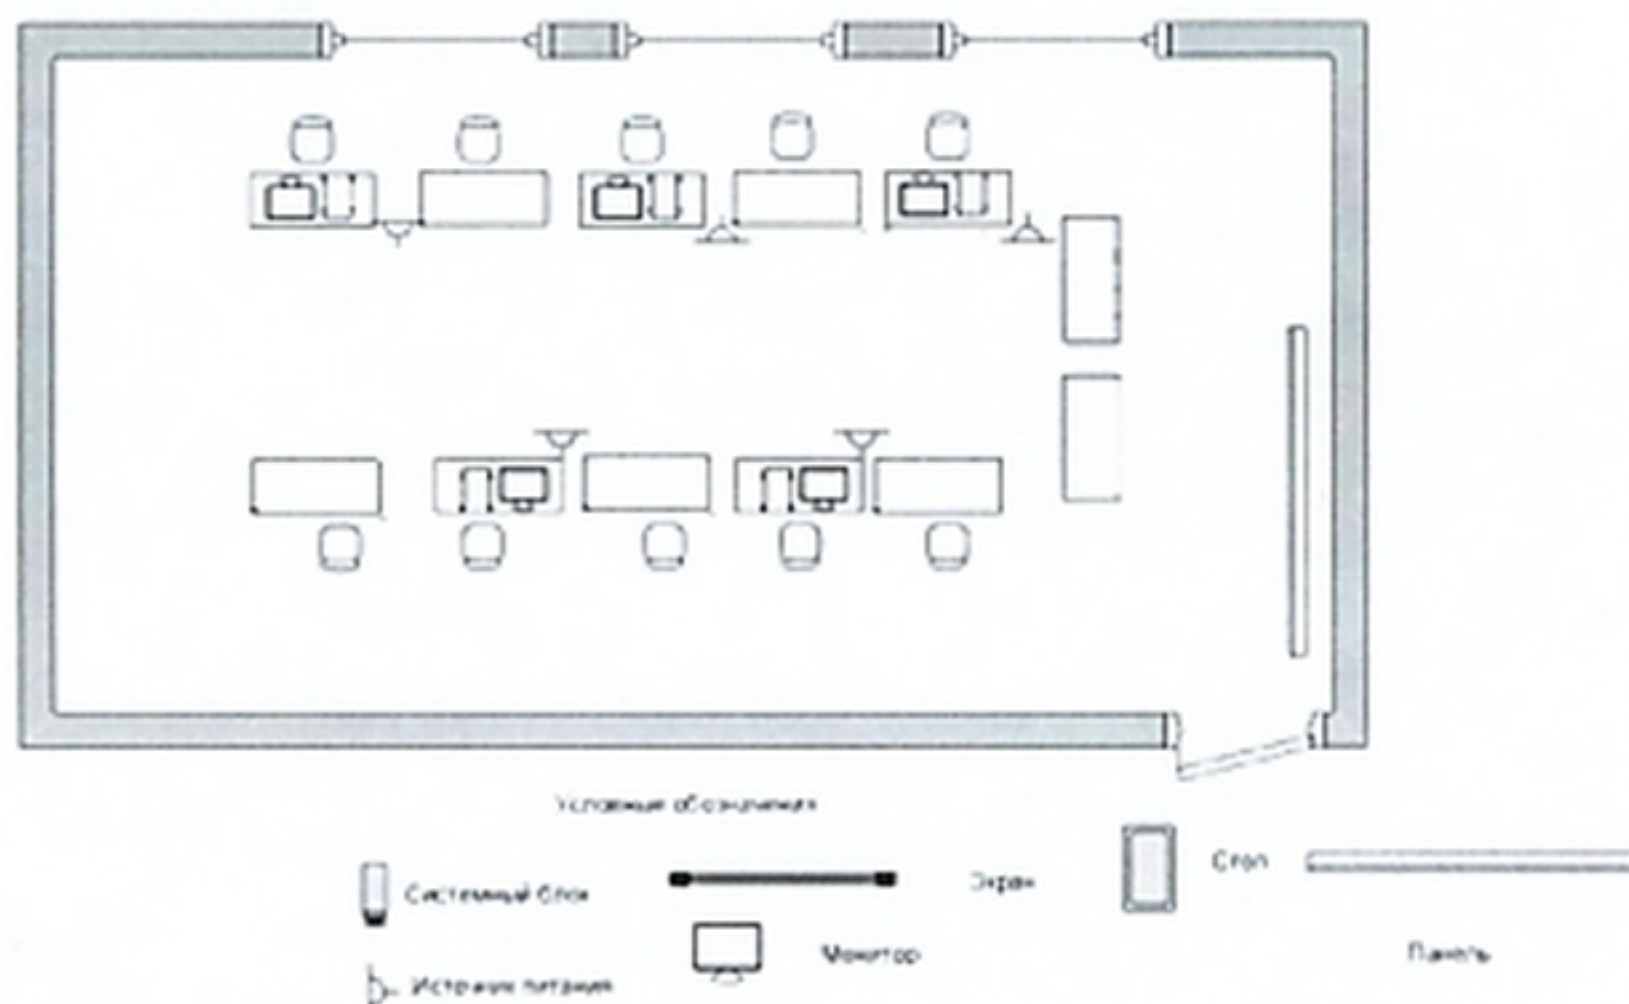 Условные обозначения
Системный блок
Экран
Стол
Монитор
Панель
Источник питания